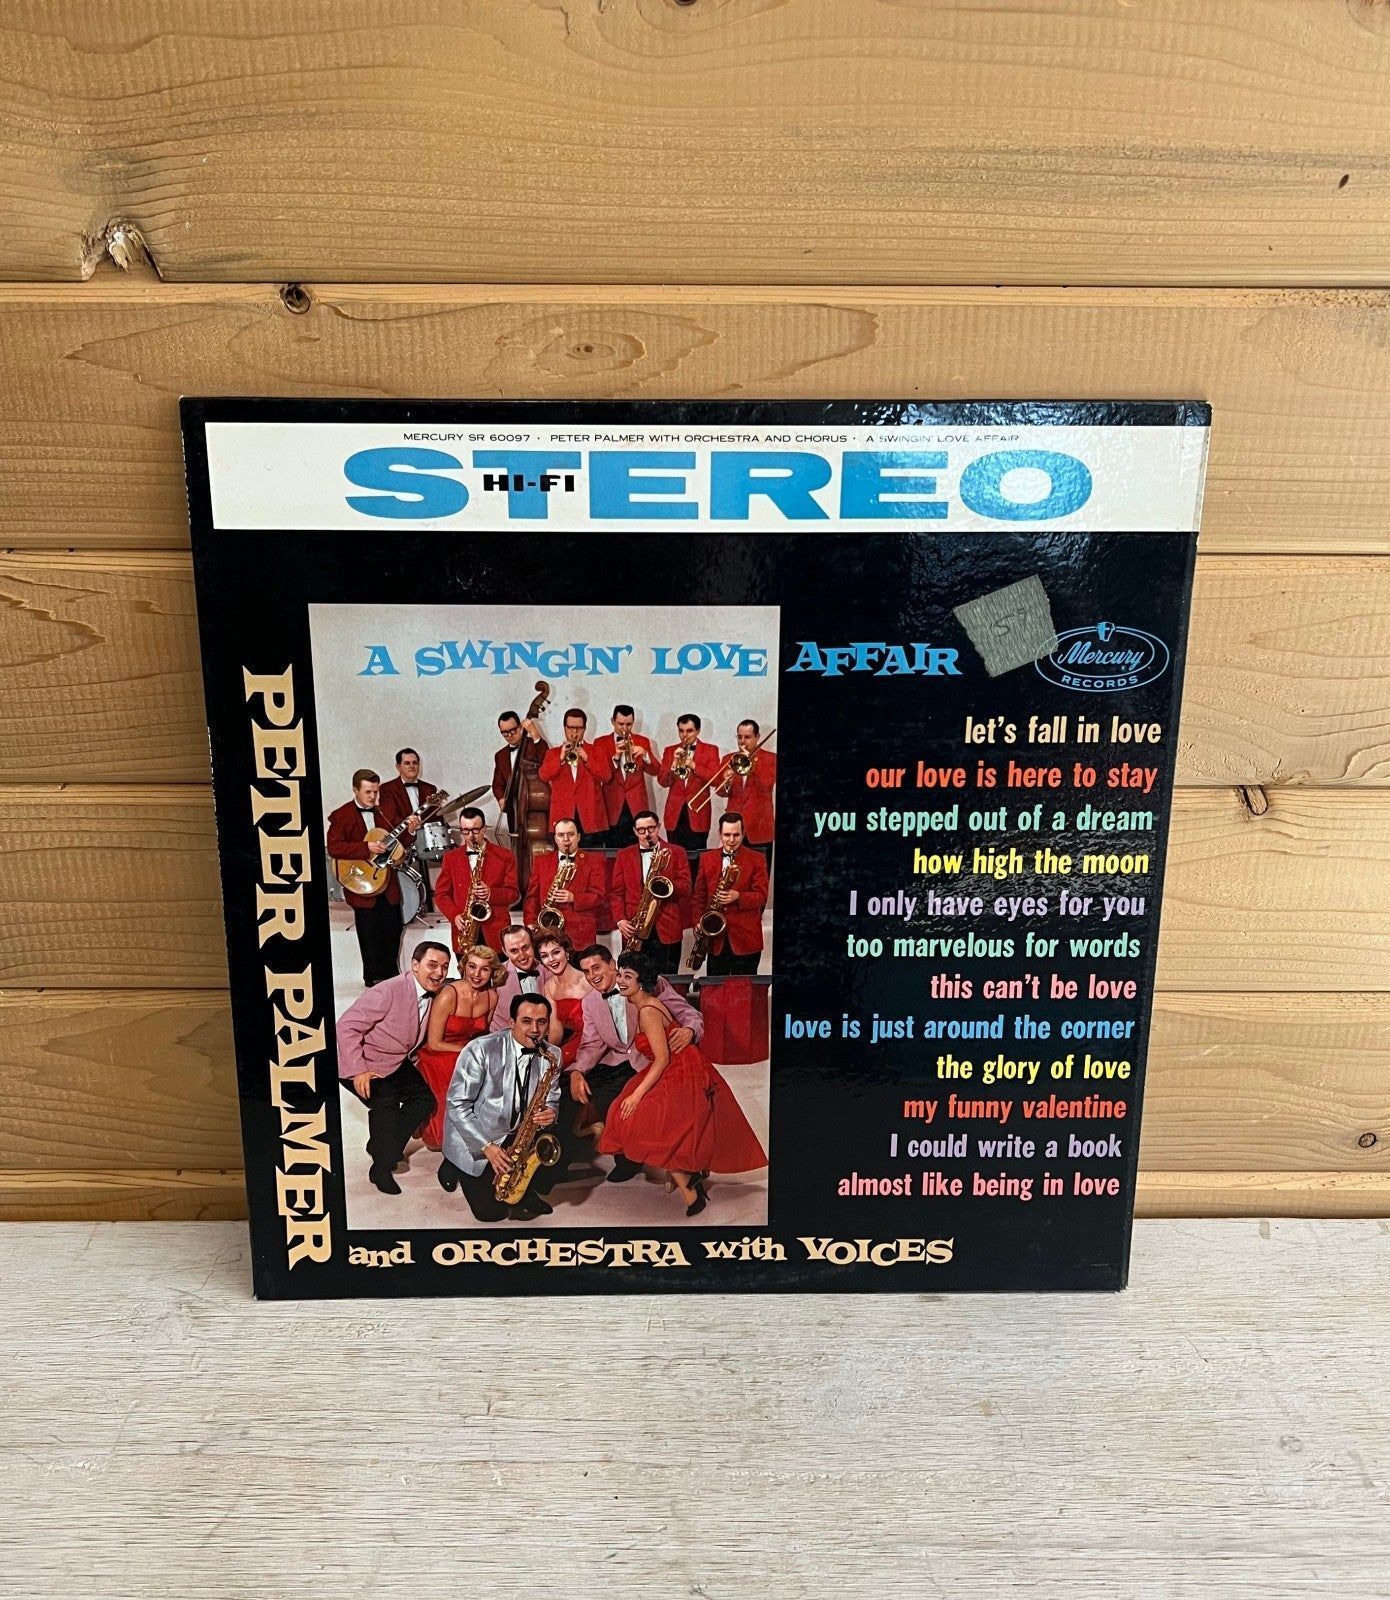 MERCURY SR 60097 · PETER PALMER WITH ORCHESTRA AND CHORUS · A SWINGIN' LOVE AFFAIR
STEREO
HI-FI
A SWINGIN' LOVE AFFAIR
Mercury
RECORDS
PETER PALMER
let's fall in love
our love is here to stay
you stepped out of a dream
how high the moon
I only have eyes for you
too marvelous for words
this can't be love
love is just around the corner
the glory of love
my funny valentine
I could write a book
almost like being in love
and ORCHESTRA with VOICES